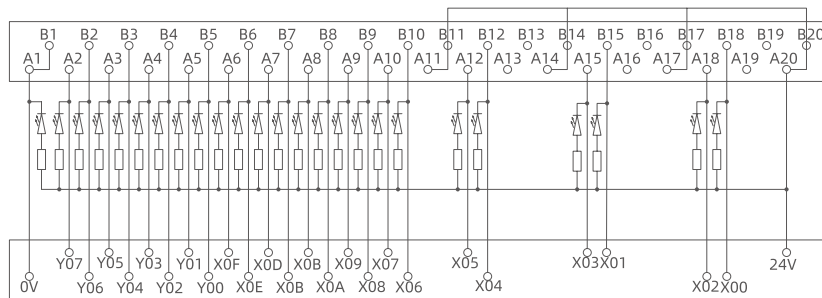 B1 B2 B3 B4 B5 B6 B7 B8 B9 B10 B11 B12 B13 B14 B15 B16 B17 B18 B19 B20
A1 A2 A3 A4 A5 A6 A7 A8 A9 A10 A11 A12 A13 A14 A15 A16 A17 A18 A19 A20
Y07 Y05 Y03 Y01 X0F X0D X0B X09 X07 X05 X03 X01 24V
0V Y06 Y04 Y02 Y00 X0E X0B X0A X08 X06 X04 X02 X00